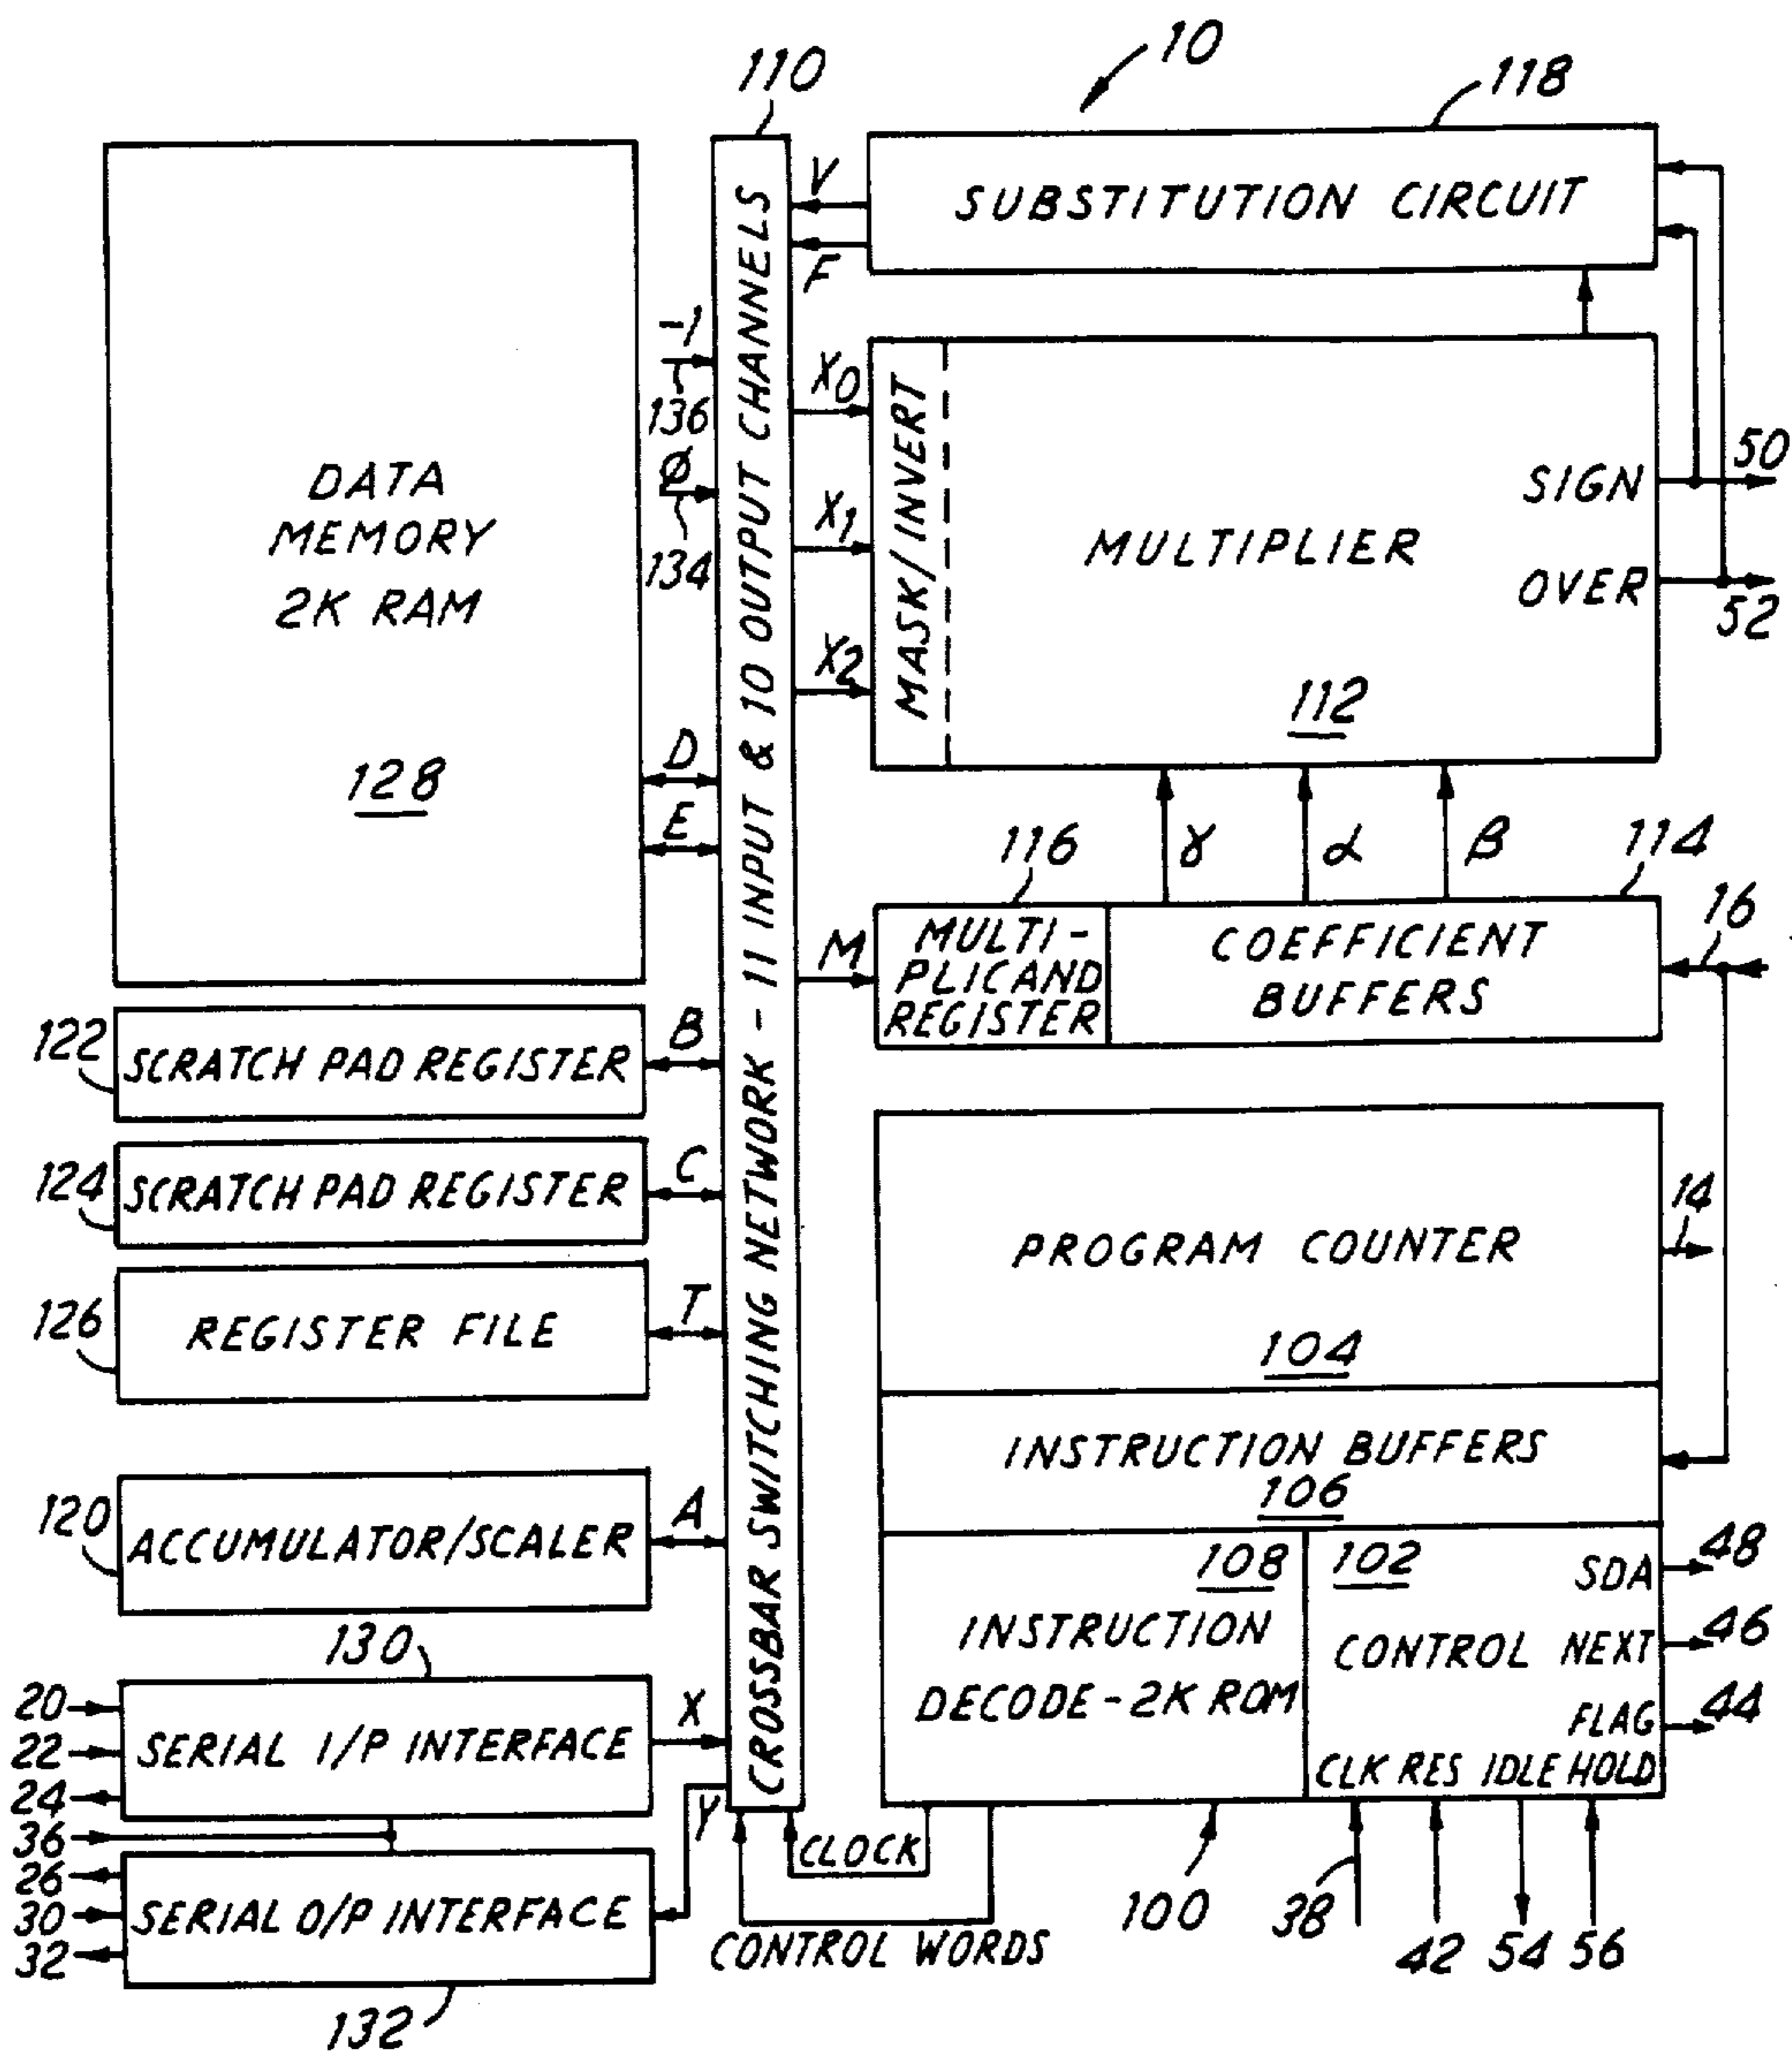 10
110
118
SUBSTITUTION CIRCUIT
V
F
DATA
MEMORY
2K RAM
128
-1
136
Ø
134
D
E
CROSSBAR SWITCHING NETWORK - 11 INPUT & 10 OUTPUT CHANNELS
X0
X1
X2
MASK/INVERT
MULTIPLIER
112
SIGN
OVER
50
52
γ
α
β
116
114
16
M
MULTI-
PLICAND
REGISTER
COEFFICIENT
BUFFERS
122
SCRATCH PAD REGISTER
B
124
SCRATCH PAD REGISTER
C
126
REGISTER FILE
T
PROGRAM COUNTER
104
14
INSTRUCTION BUFFERS
106
120
ACCUMULATOR/SCALER
A
108
INSTRUCTION
DECODE-2K ROM
102
CONTROL
SDA
NEXT
FLAG
48
46
44
CLK RES IDLE HOLD
130
20
22
24
SERIAL I/P INTERFACE
X
Y
36
26
30
32
SERIAL O/P INTERFACE
132
CLOCK
CONTROL WORDS
100
38
42
54
56